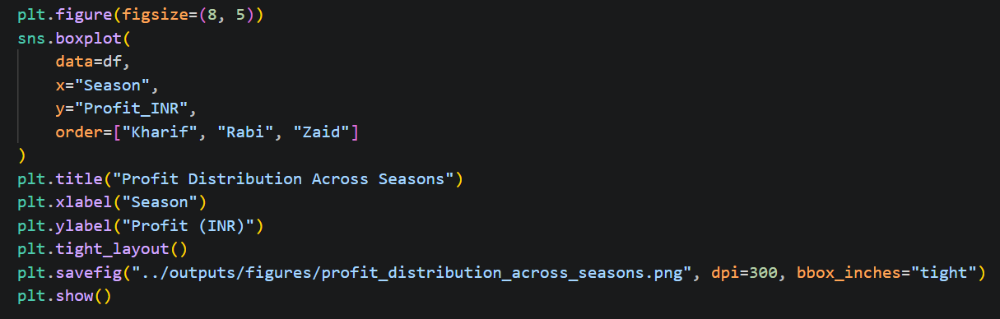 plt.figure(figsize=(8, 5))
sns.boxplot(
    data=df,
    x="Season",
    y="Profit_INR",
    order=["Kharif", "Rabi", "Zaid"]
)
plt.title("Profit Distribution Across Seasons")
plt.xlabel("Season")
plt.ylabel("Profit (INR)")
plt.tight_layout()
plt.savefig("../outputs/figures/profit_distribution_across_seasons.png", dpi=300, bbox_inches="tight")
plt.show()